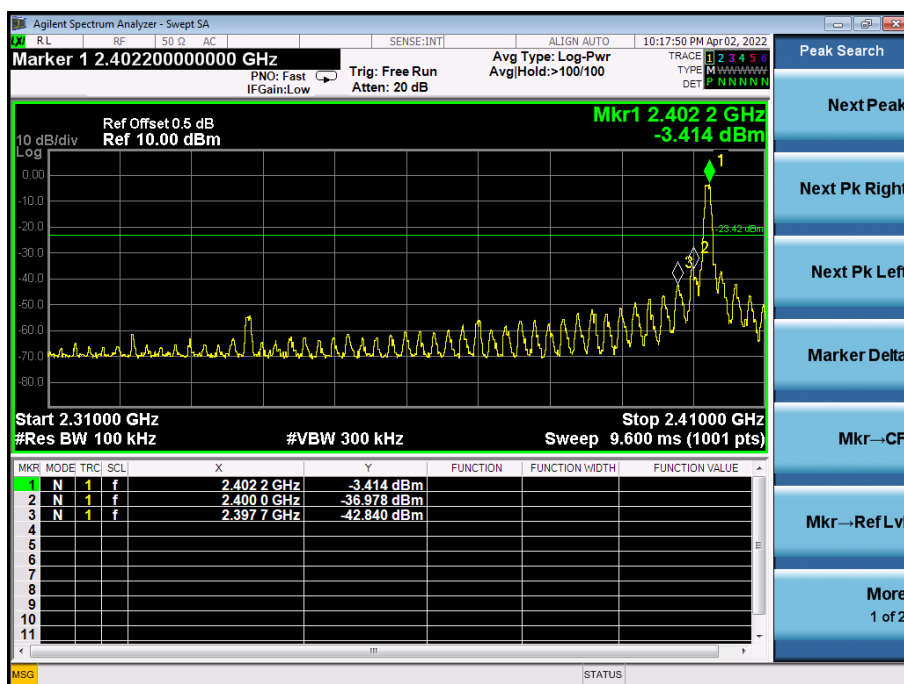 Agilent Spectrum Analyzer - Swept SA
LXI RL RF 50 Ω AC SENSE:INT ALIGN AUTO 10:17:50 PM Apr 02, 2022
Marker 1 2.402200000000 GHz
PNO: Fast
IFGain:Low
Trig: Free Run
Atten: 20 dB
Avg Type: Log-Pwr
Avg|Hold:>100/100
TRACE 1 2 3 4 5 6
TYPE M WWWWW
DET P N N N N N
Peak Search
Next Peak
Next Pk Right
Next Pk Left
Marker Delta
Mkr→CF
Mkr→Ref Lvl
More
1 of 2
Mkr1 2.402 2 GHz
-3.414 dBm
Ref Offset 0.5 dB
10 dB/div Ref 10.00 dBm
Log
1
0.00
-10.0
-20.0
-23.42 dBm
2
-30.0
3
-40.0
-50.0
-60.0
-70.0
-80.0
Start 2.31000 GHz Stop 2.41000 GHz
#Res BW 100 kHz #VBW 300 kHz Sweep 9.600 ms (1001 pts)
MKR MODE TRC SCL X Y FUNCTION FUNCTION WIDTH FUNCTION VALUE
1 N 1 f 2.402 2 GHz -3.414 dBm
2 N 1 f 2.400 0 GHz -36.978 dBm
3 N 1 f 2.397 7 GHz -42.840 dBm
4
5
6
7
8
9
10
11
MSG STATUS